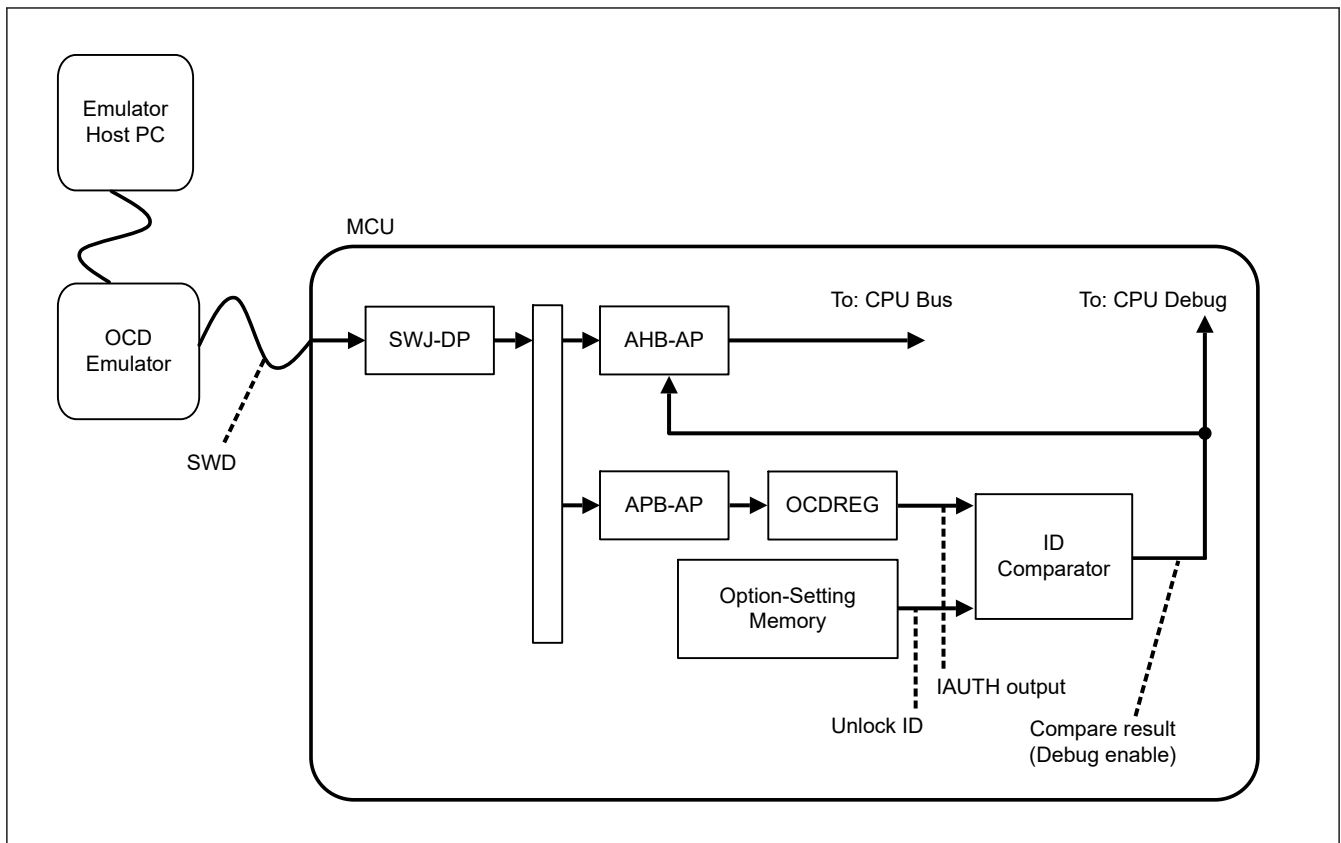 Emulator
Host PC
MCU
OCD
Emulator
SWD
SWJ-DP
AHB-AP
To: CPU Bus
To: CPU Debug
APB-AP
OCDREG
ID
Comparator
Option-Setting
Memory
IAUTH output
Unlock ID
Compare result
(Debug enable)